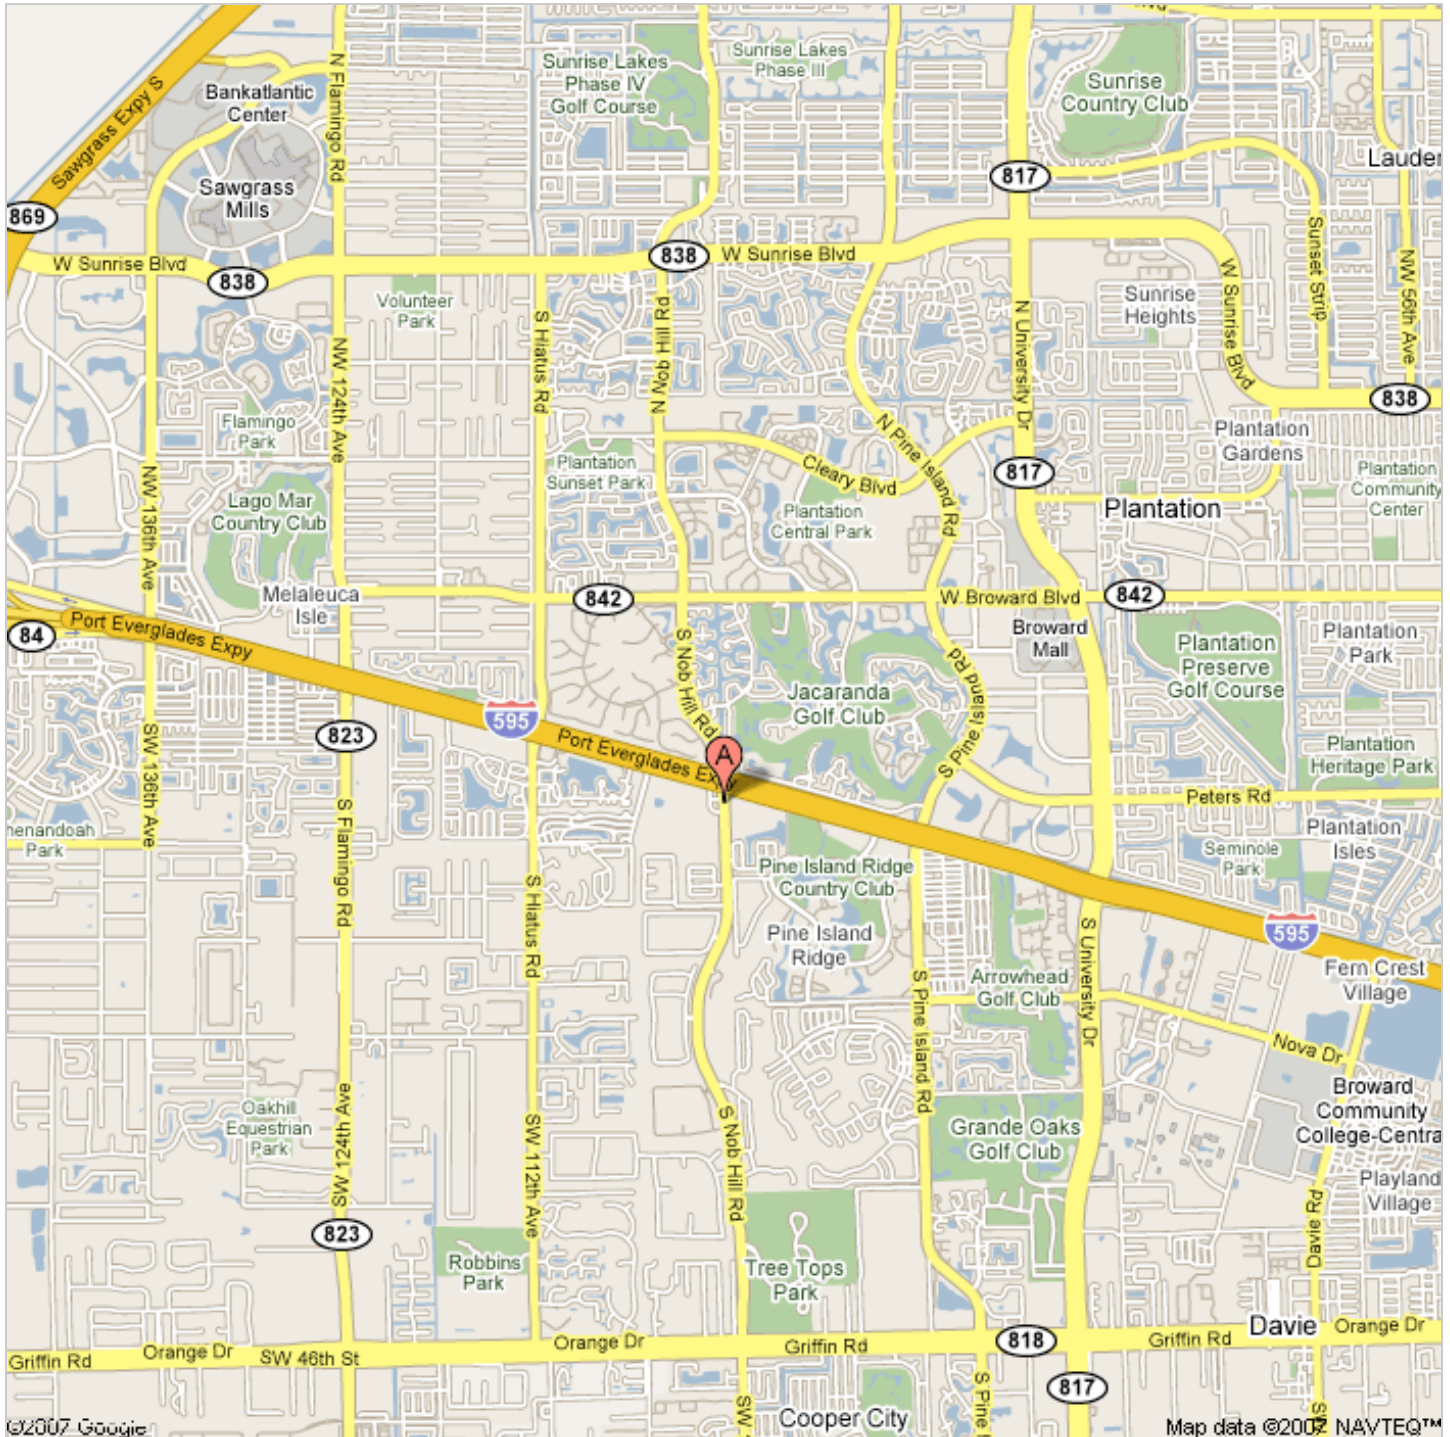 Blvd
Sunrise Lakes
Phase III
Sunrise Lakes
Phase IV
Golf Course
N Flamingo Rd
Sunrise
Country Club
Bankatlantic
Center
Sawgrass Expy S
Lauder
817
Sawgrass
Mills
869
Sunset Strip
838
W Sunrise Blvd
W Sunrise Blvd
838
NW 56th Ave
W Sunrise Blvd
Volunteer
Park
Sunrise
Heights
S Hiatus Rd
N Nob Hill Rd
N University Dr
NW 124th Ave
838
Flamingo
Park
Plantation
Gardens
N Pine Island Rd
Plantation
Sunset Park
Cleary Blvd
817
Plantation
Community
Center
NW 136th Ave
Lago Mar
Country Club
Plantation
Plantation
Central Park
Melaleuca
Isle
842
W Broward Blvd
842
84
Port Everglades Expy
Broward
Mall
Plantation
Park
Plantation
Preserve
Golf Course
S Nob Hill Rd
S Pine Island Rd
Jacaranda
Golf Club
595
823
SW 136th Ave
Port Everglades Expy
A
Plantation
Heritage Park
Peters Rd
henandoah
Park
S Flamingo Rd
Plantation
Isles
Seminole
Park
Pine Island Ridge
Country Club
S Hiatus Rd
Pine Island
Ridge
595
S University Dr
Fern Crest
Village
Arrowhead
Golf Club
S Pine Island Rd
Nova Dr
Broward
Community
College-Centra
SW 124th Ave
Oakhill
Equestrian
Park
SW 112th Ave
S Nob Hill Rd
Grande Oaks
Golf Club
Playland
Village
Davie Rd
823
Robbins
Park
Tree Tops
Park
Davie
Orange Dr
Orange Dr
Griffin Rd
818
Griffin Rd
Orange Dr
SW 46th St
Griffin Rd
817
S Pine I
SW
SW
Cooper City
©2007 Google
Map data ©2007 NAVTEQ™